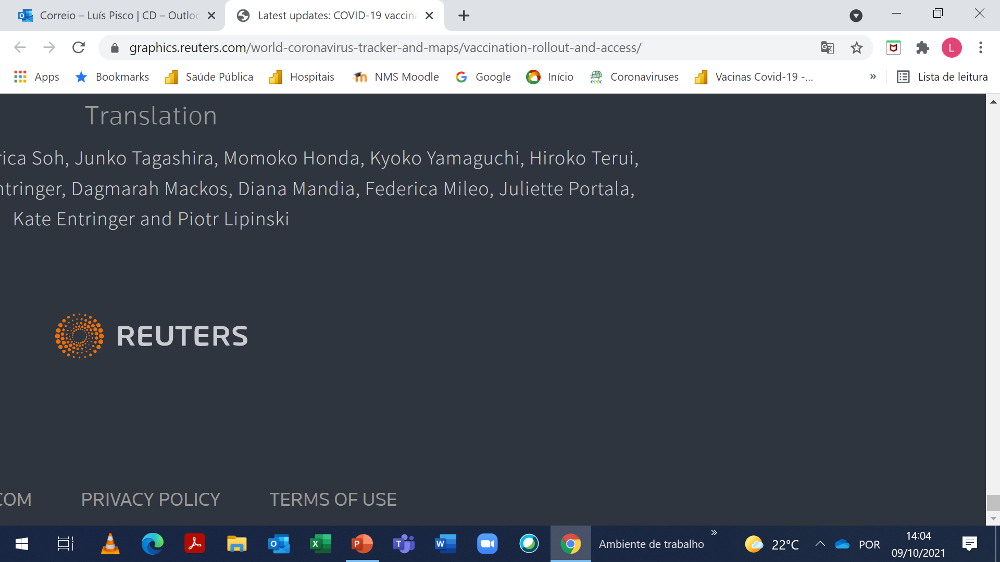 Correio – Luís Pisco | CD – Outloo
Latest updates: COVID-19 vaccina
graphics.reuters.com/world-coronavirus-tracker-and-maps/vaccination-rollout-and-access/
L
Apps Bookmarks Saúde Pública Hospitais NMS Moodle Google Início Coronaviruses Vacinas Covid-19 -... » Lista de leitura
Translation
rica Soh, Junko Tagashira, Momoko Honda, Kyoko Yamaguchi, Hiroko Terui,
ntringer, Dagmarah Mackos, Diana Mandia, Federica Mileo, Juliette Portala,
Kate Entringer and Piotr Lipinski
REUTERS
COM PRIVACY POLICY TERMS OF USE
Ambiente de trabalho » 22°C POR 14:04
09/10/2021